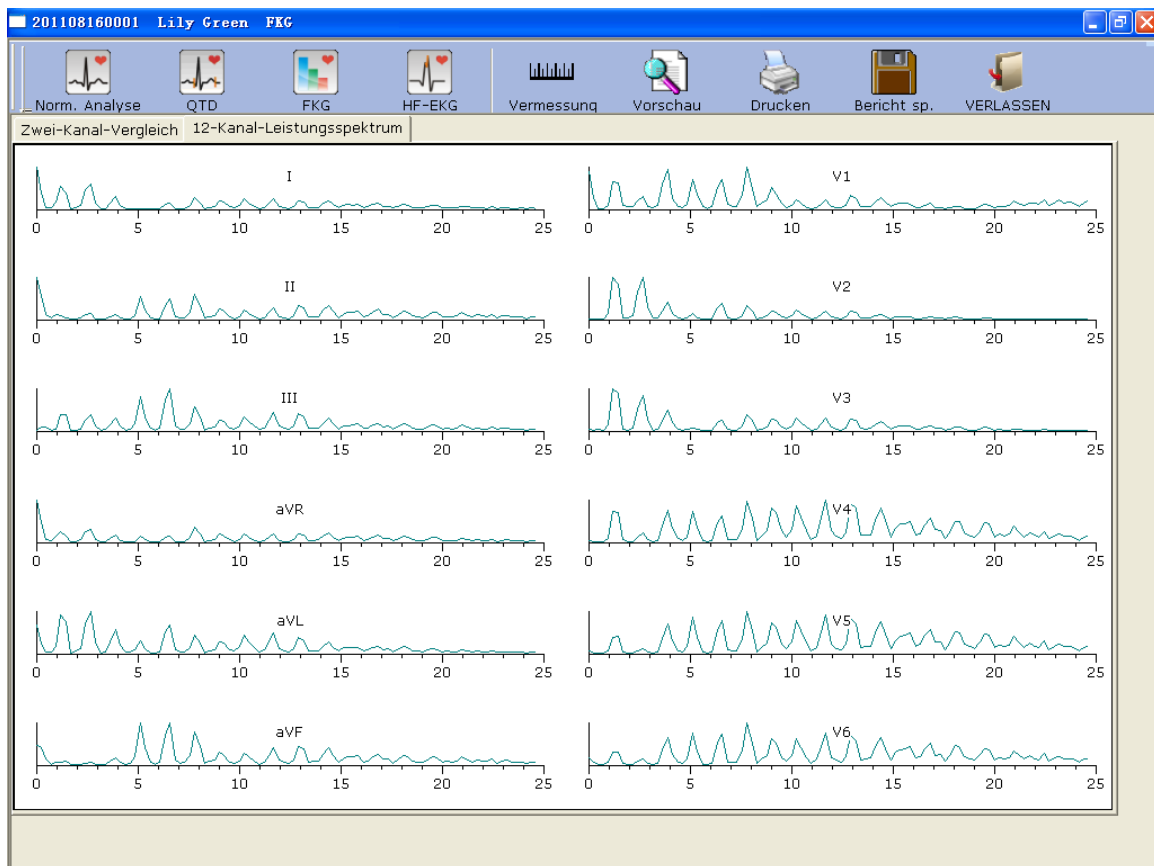 201108160001 Lily Green FKG
Norm. Analyse QTD FKG HF-EKG Vermessung Vorschau Drucken Bericht sp. VERLASSEN
Zwei-Kanal-Vergleich 12-Kanal-Leistungsspektrum
I V1
0 5 10 15 20 25 0 5 10 15 20 25
II V2
0 5 10 15 20 25 0 5 10 15 20 25
III V3
0 5 10 15 20 25 0 5 10 15 20 25
aVR V4
0 5 10 15 20 25 0 5 10 15 20 25
aVL V5
0 5 10 15 20 25 0 5 10 15 20 25
aVF V6
0 5 10 15 20 25 0 5 10 15 20 25